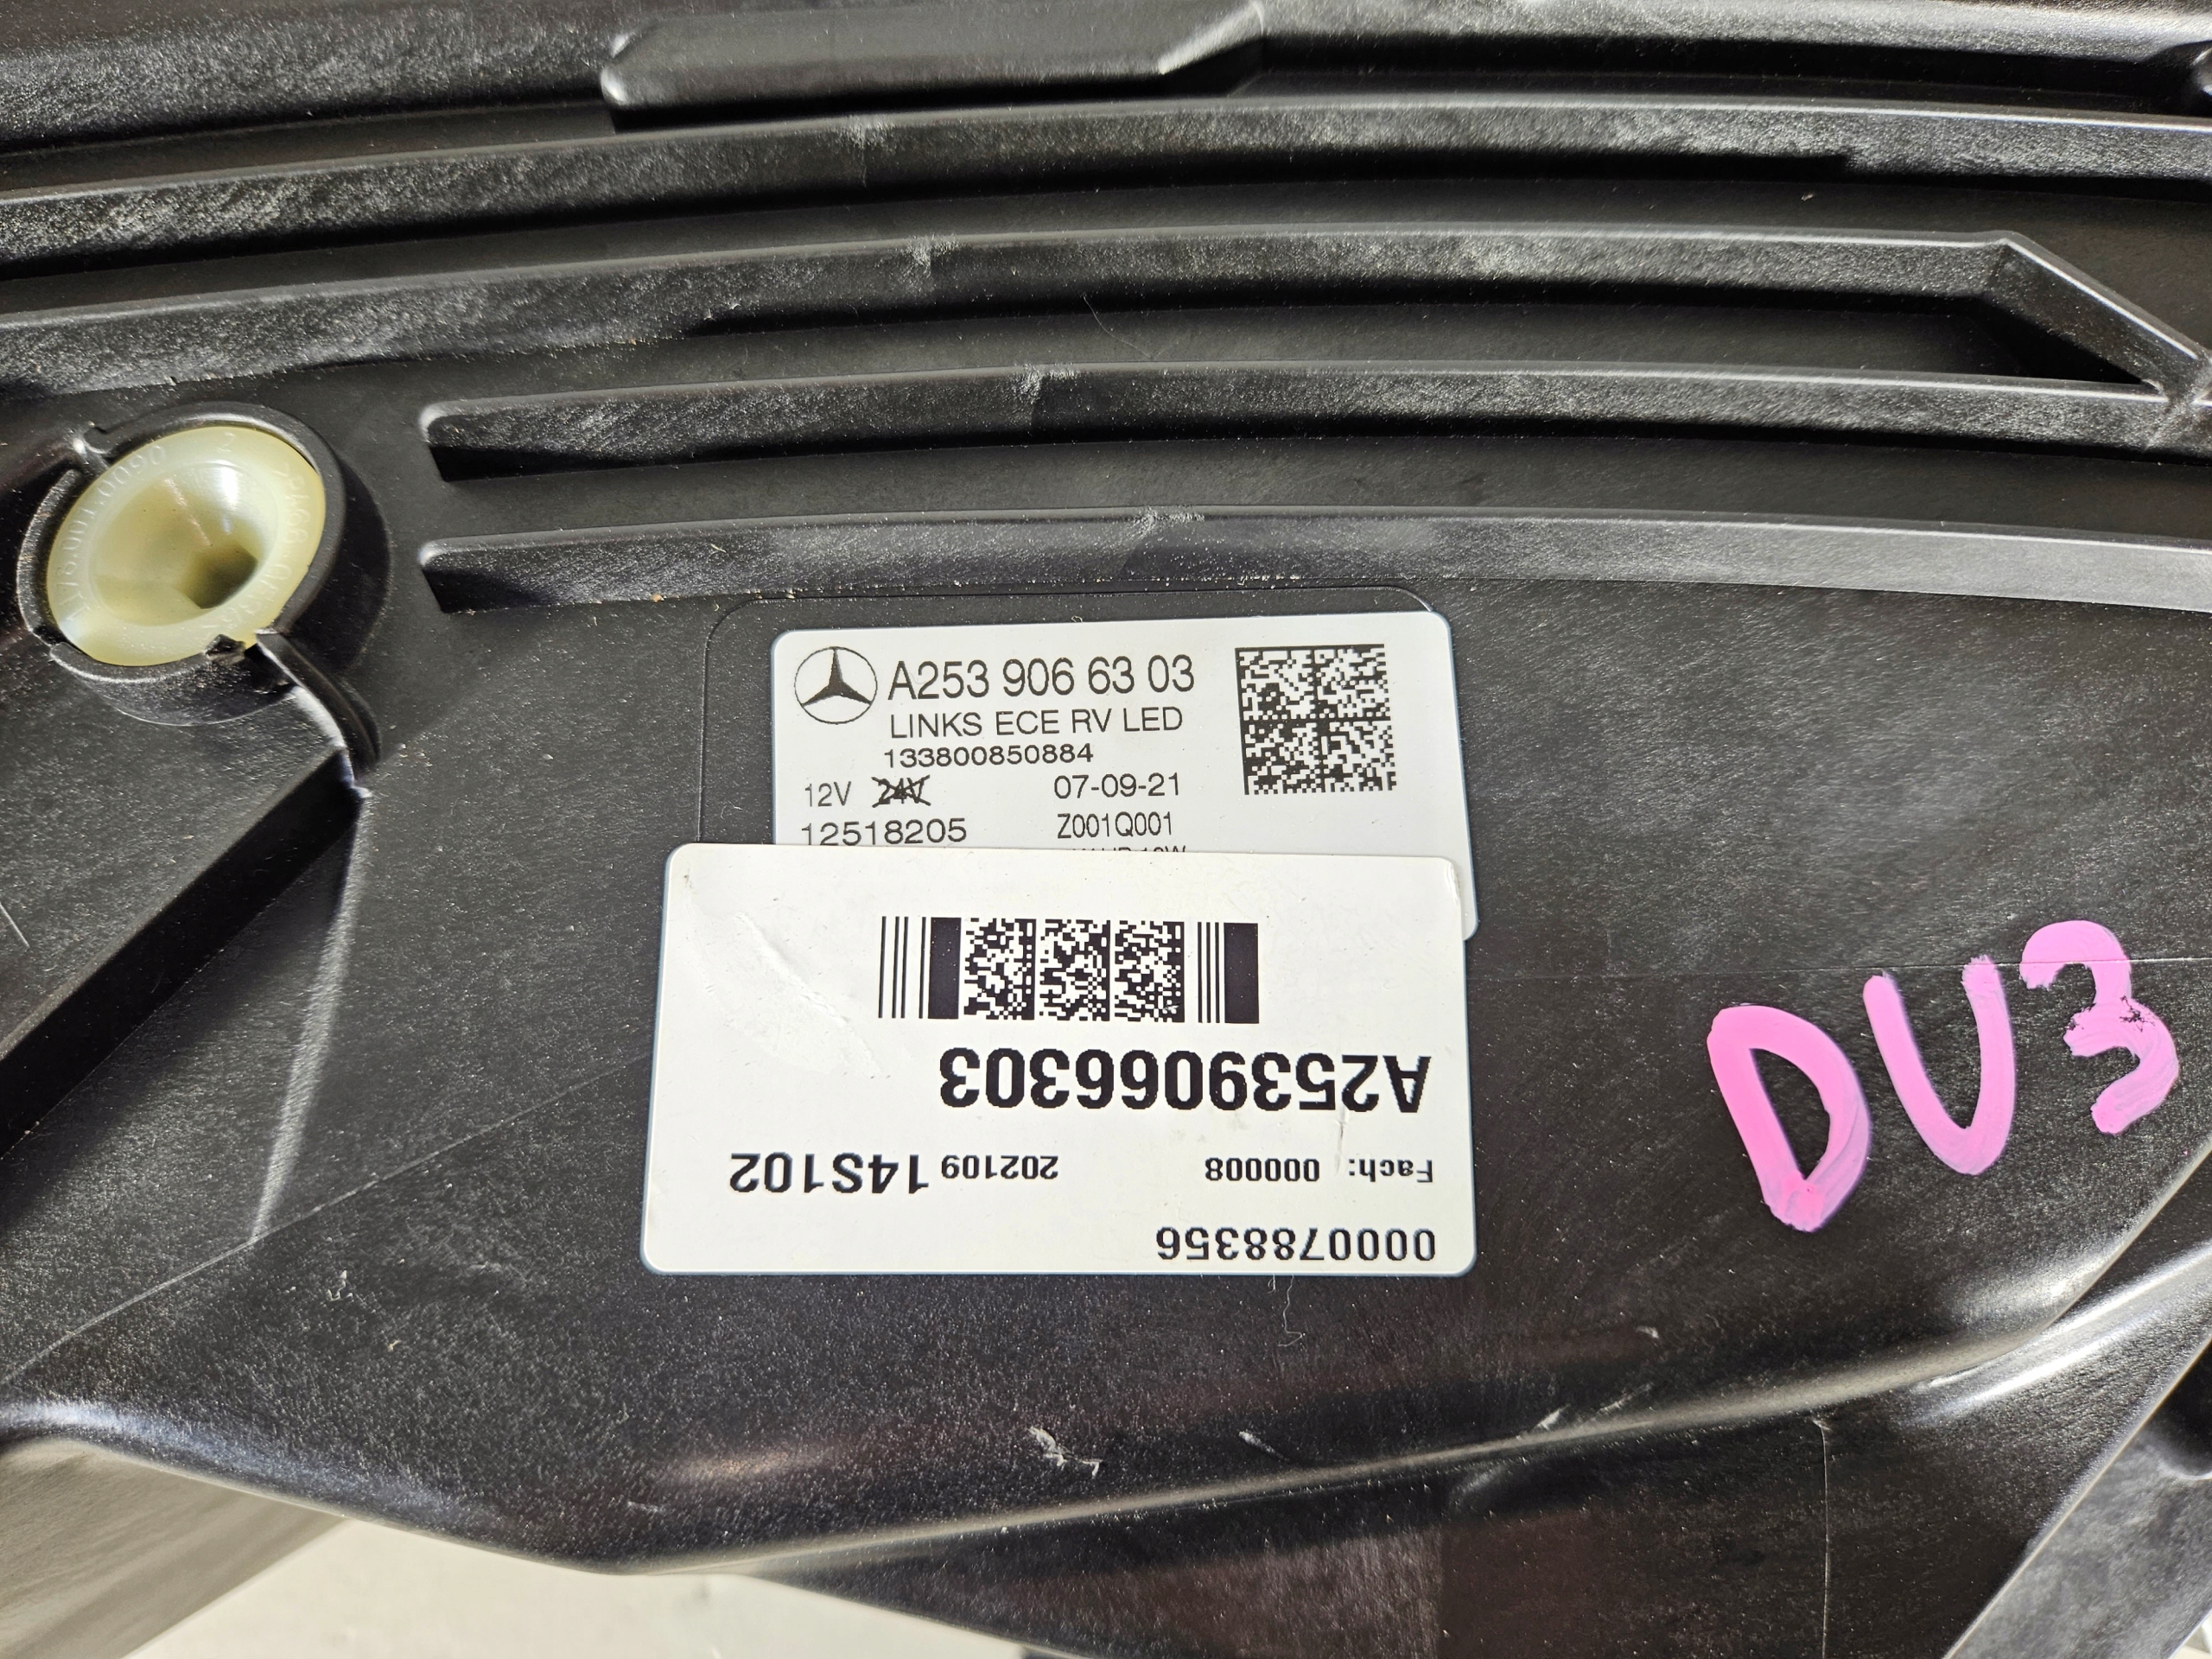 A253 906 63 03
LINKS ECE RV LED
133800850884
12V 24V 07-09-21
12518205 Z001Q001
A2539066303
Fach: 000008 202109 14S102
0000788356
DU3